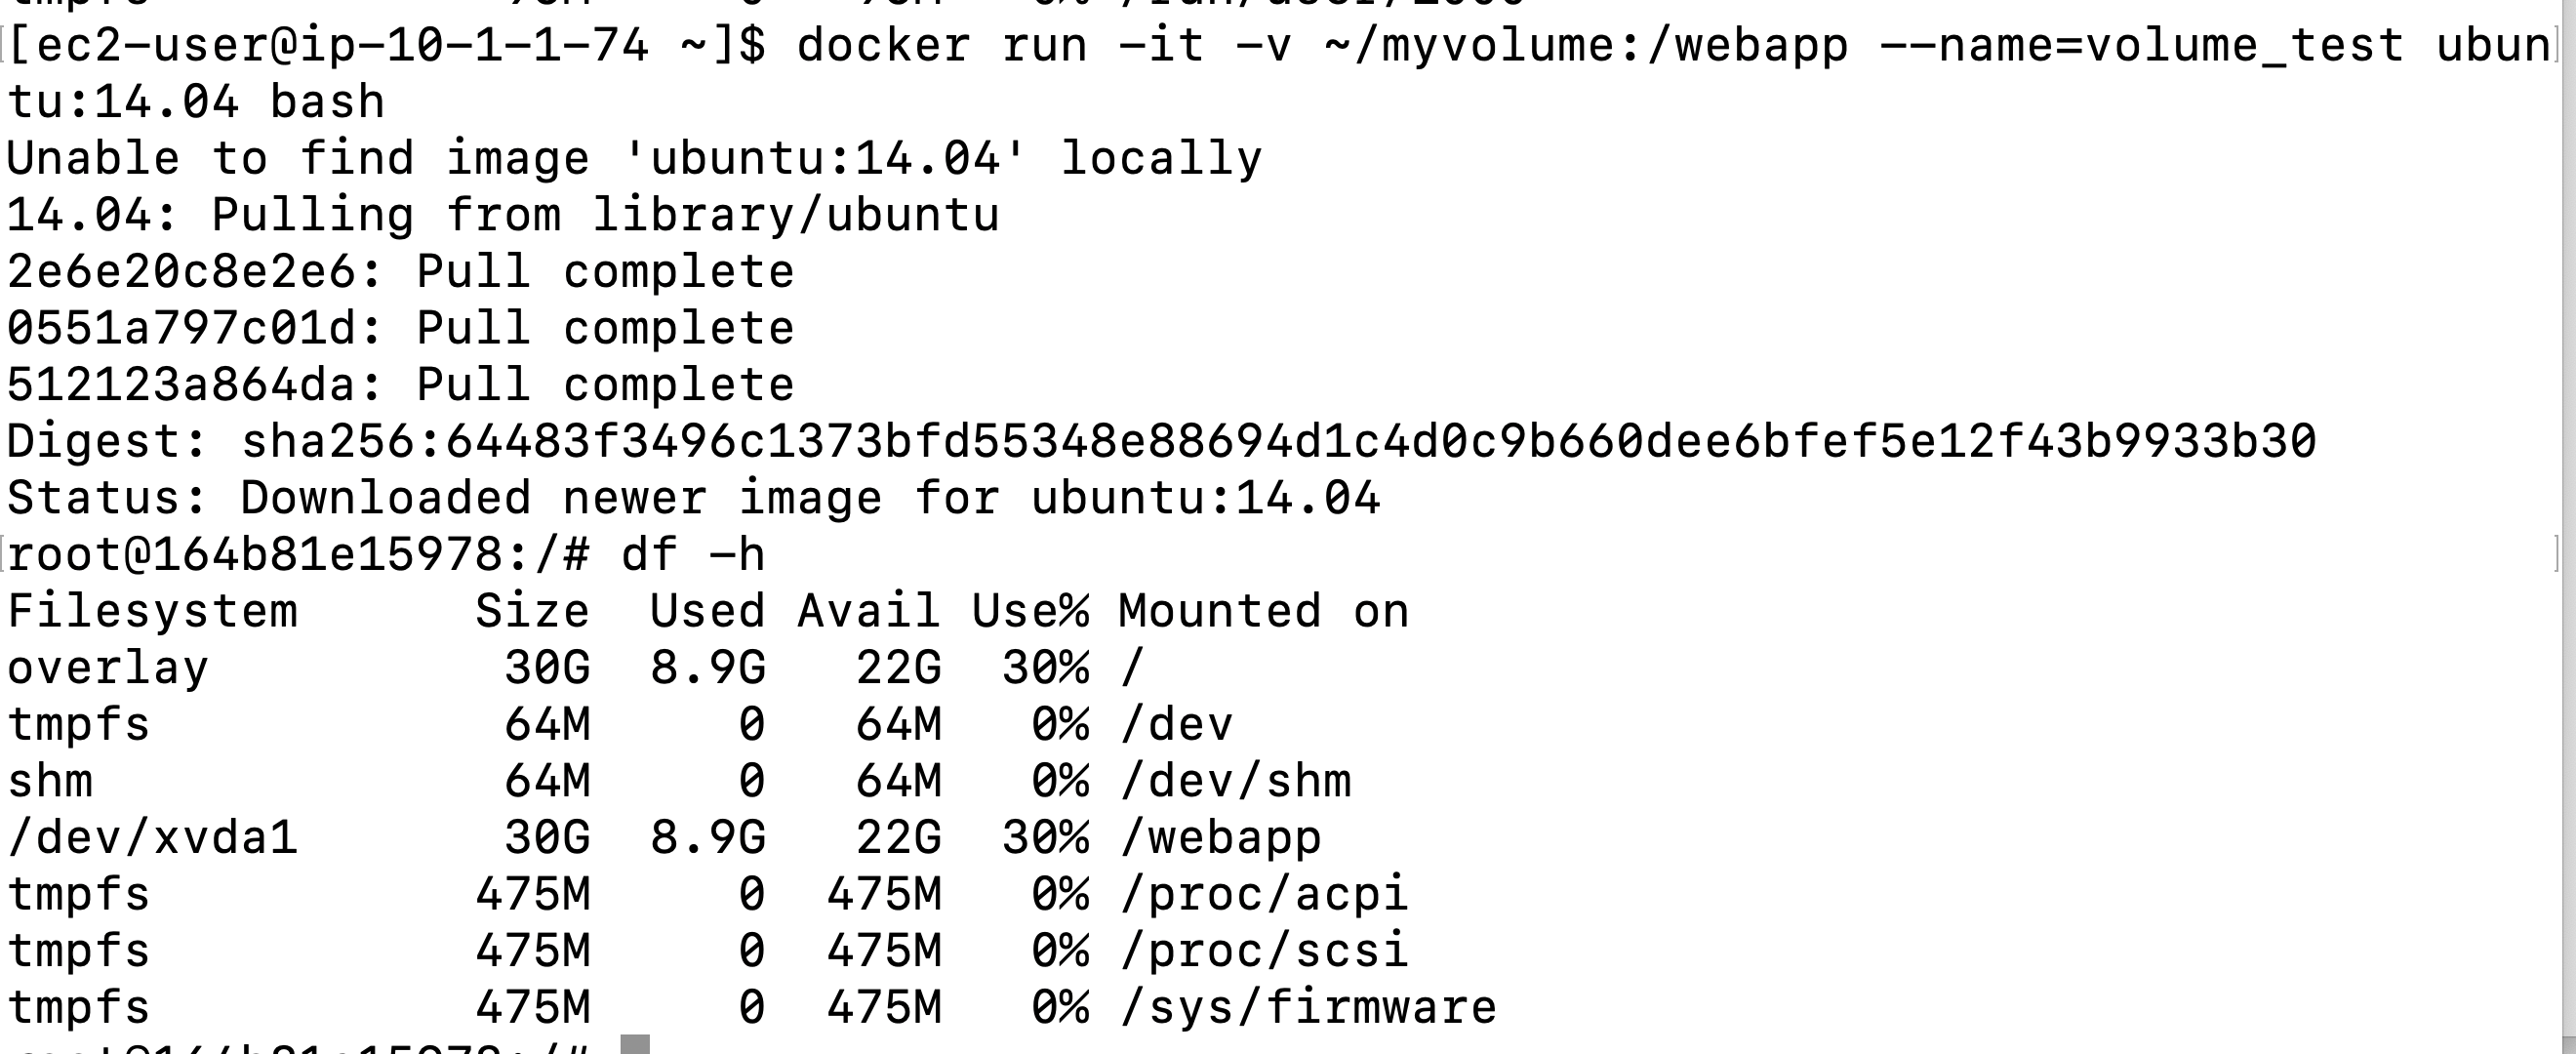 [ec2-user@ip-10-1-1-74 ~]$ docker run -it -v ~/myvolume:/webapp --name=volume_test ubun
tu:14.04 bash
Unable to find image 'ubuntu:14.04' locally
14.04: Pulling from library/ubuntu
2e6e20c8e2e6: Pull complete
0551a797c01d: Pull complete
512123a864da: Pull complete
Digest: sha256:64483f3496c1373bfd55348e88694d1c4d0c9b660dee6bfef5e12f43b9933b30
Status: Downloaded newer image for ubuntu:14.04
root@164b81e15978:/# df -h
Filesystem      Size  Used Avail Use% Mounted on
overlay          30G  8.9G   22G  30% /
tmpfs            64M     0   64M   0% /dev
shm              64M     0   64M   0% /dev/shm
/dev/xvda1       30G  8.9G   22G  30% /webapp
tmpfs           475M     0  475M   0% /proc/acpi
tmpfs           475M     0  475M   0% /proc/scsi
tmpfs           475M     0  475M   0% /sys/firmware
root@164b81e15978:/#